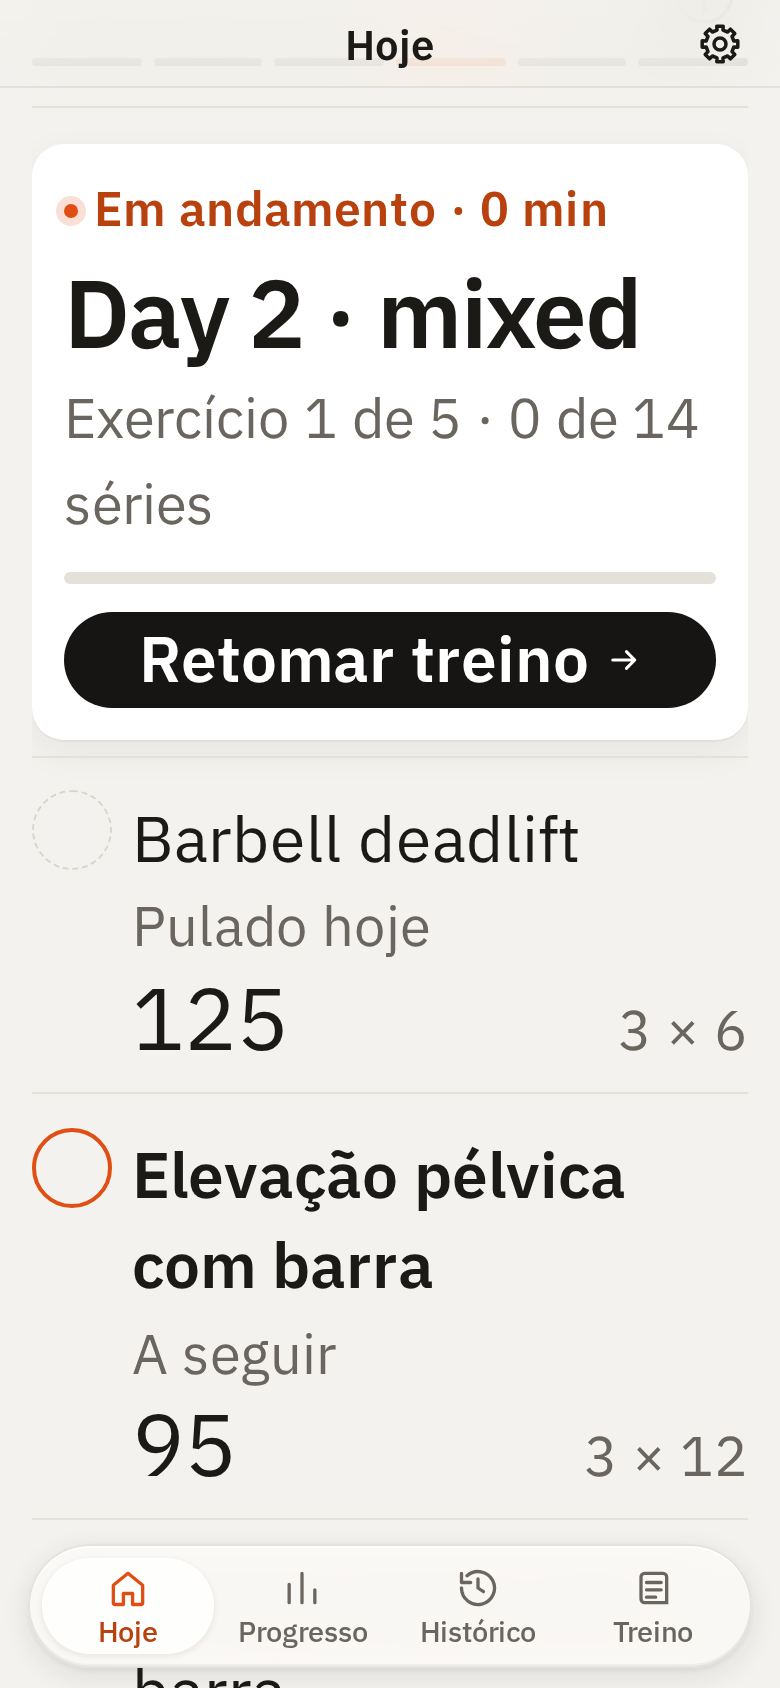 Hoje
Em andamento · 0 min
Day 2 · mixed
Exercício 1 de 5 · 0 de 14
séries
Retomar treino →
Barbell deadlift
Pulado hoje
125
3 × 6
Elevação pélvica
com barra
A seguir
95
3 × 12
Hoje
Progresso
Histórico
Treino
barra